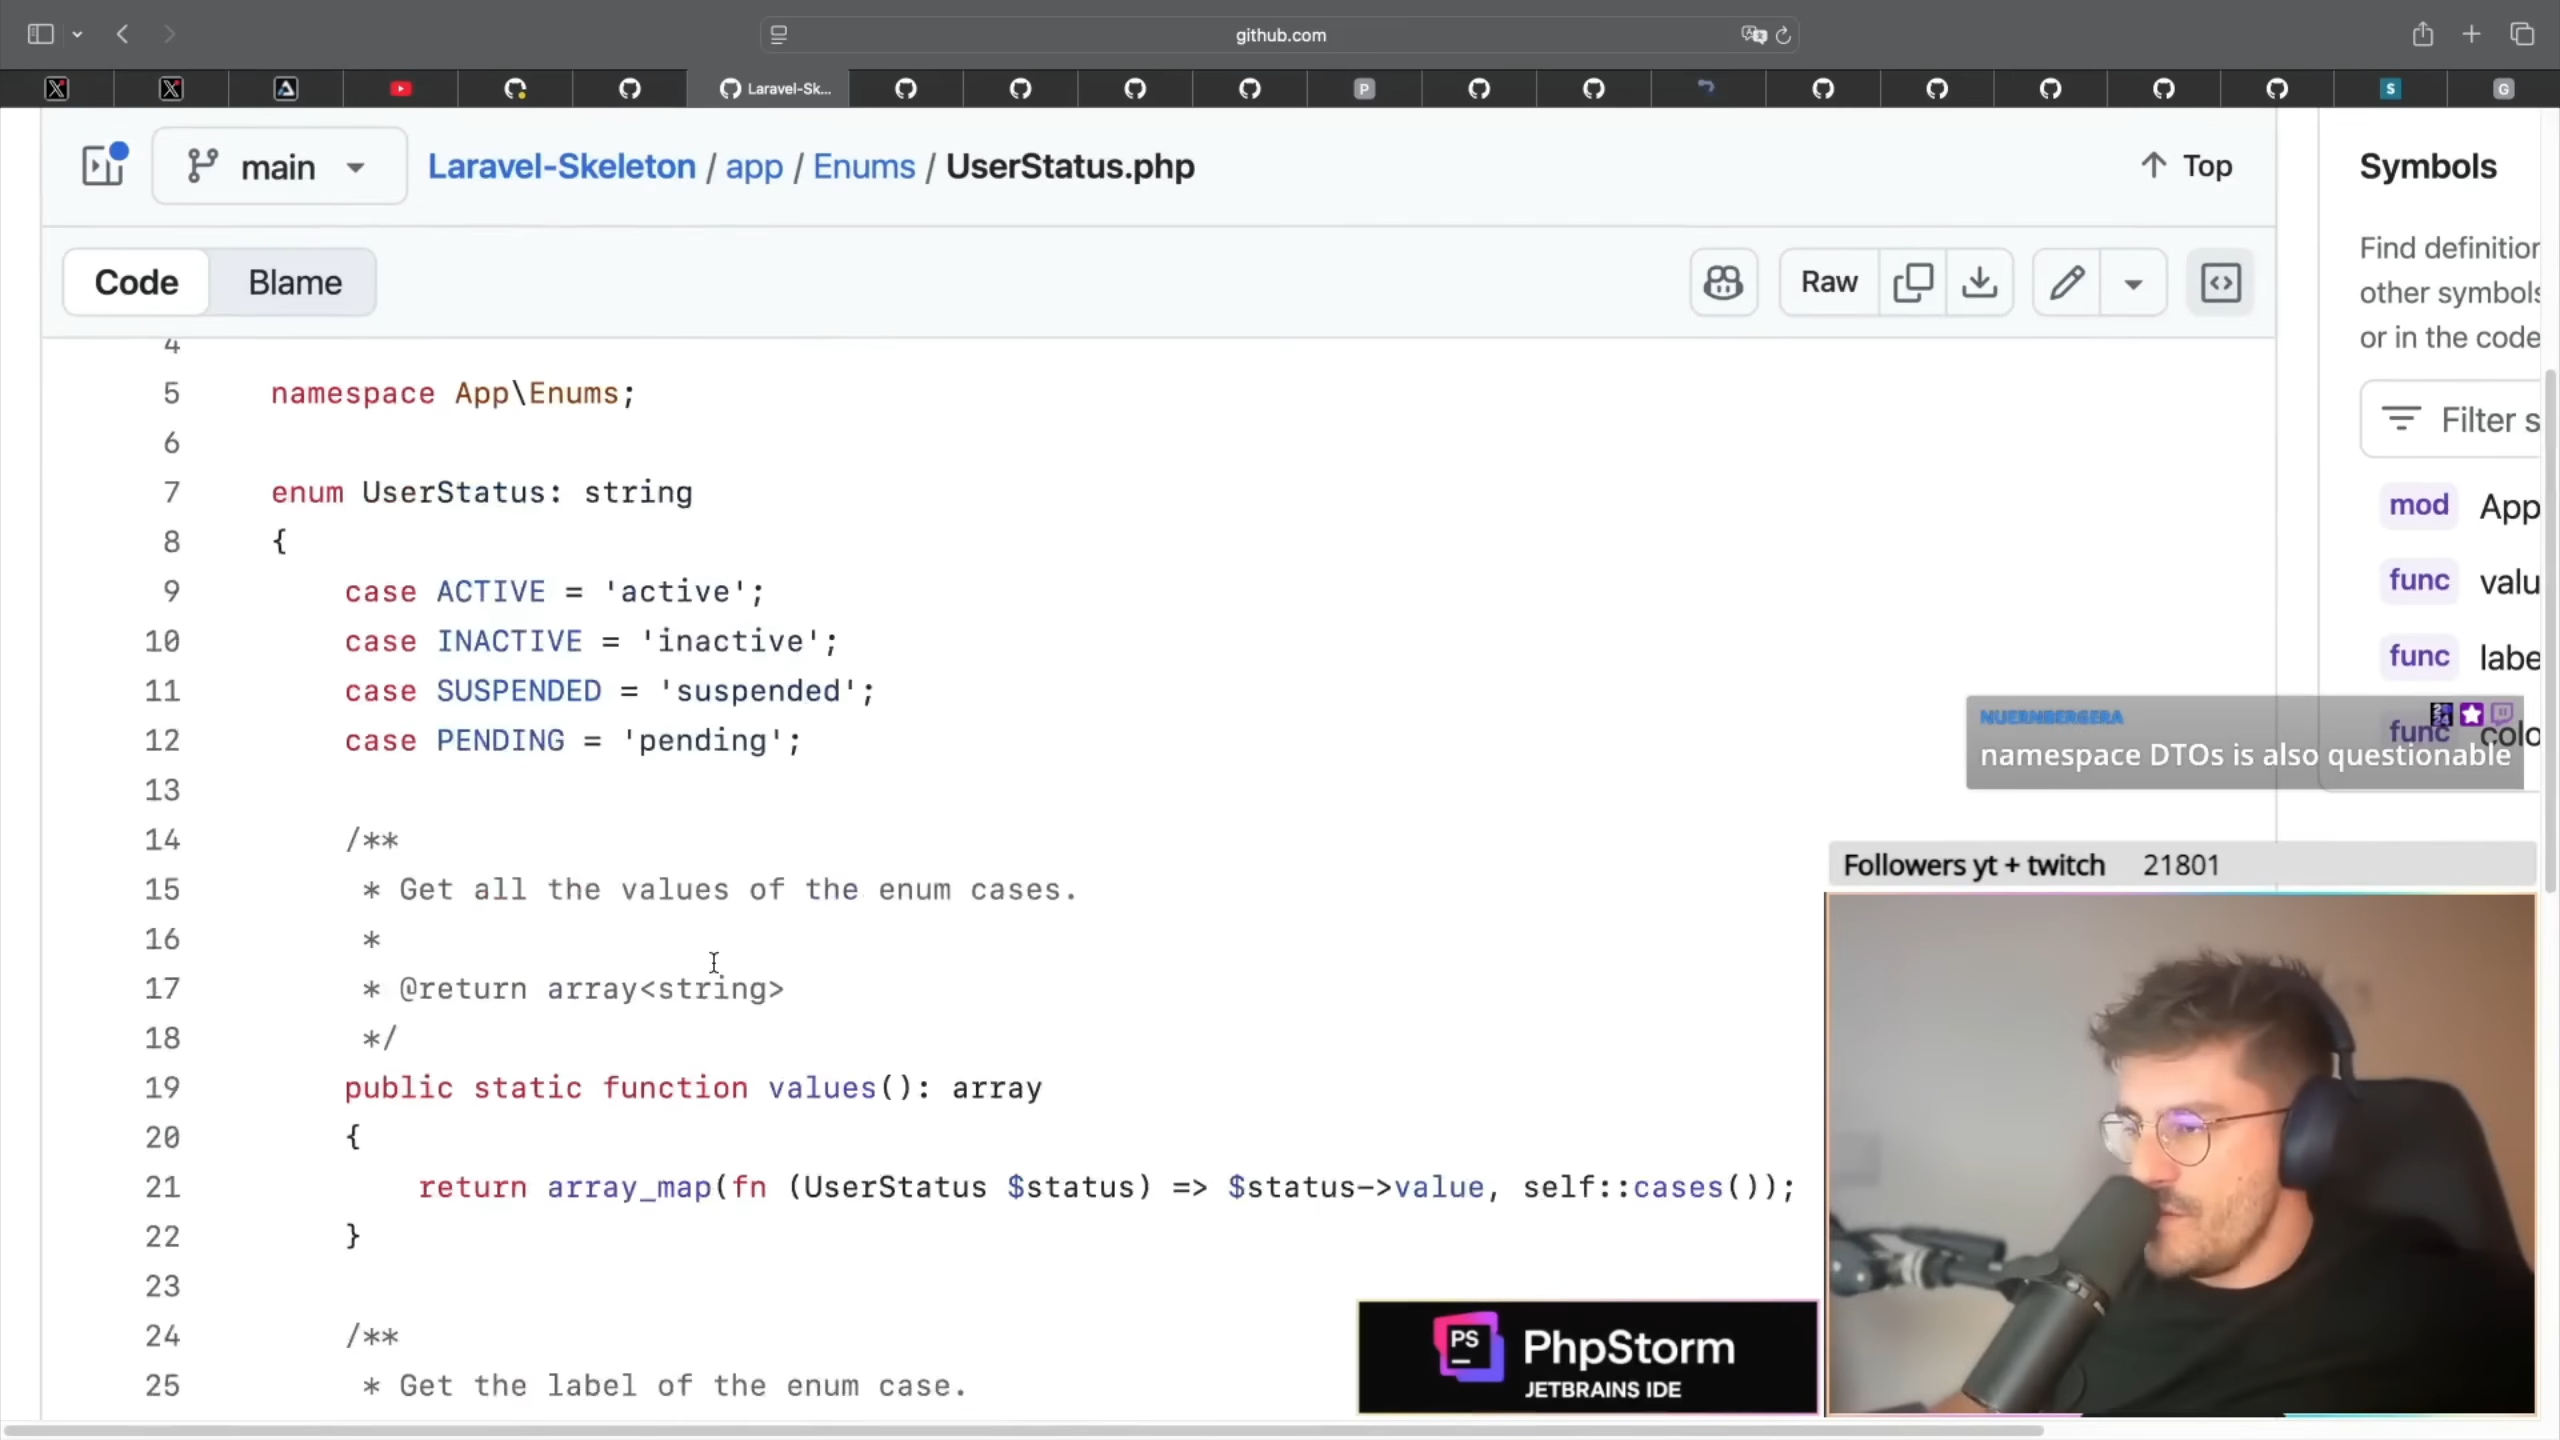 github.com
Laravel-Sk...
main
Laravel-Skeleton / app / Enums / UserStatus.php
Top
Symbols
Code
Blame
Raw
Find definition
other symbols
or in the code
Filter s
mod App
func valu
func labe
func colo
4
5 namespace App\Enums;
6
7 enum UserStatus: string
8 {
9 case ACTIVE = 'active';
10 case INACTIVE = 'inactive';
11 case SUSPENDED = 'suspended';
12 case PENDING = 'pending';
13
14 /**
15 * Get all the values of the enum cases.
16 *
17 * @return array<string>
18 */
19 public static function values(): array
20 {
21 return array_map(fn (UserStatus $status) => $status->value, self::cases());
22 }
23
24 /**
25 * Get the label of the enum case.
NUERNBERGERA
namespace DTOs is also questionable
Followers yt + twitch 21801
PS
PhpStorm
JETBRAINS IDE
P
S
G